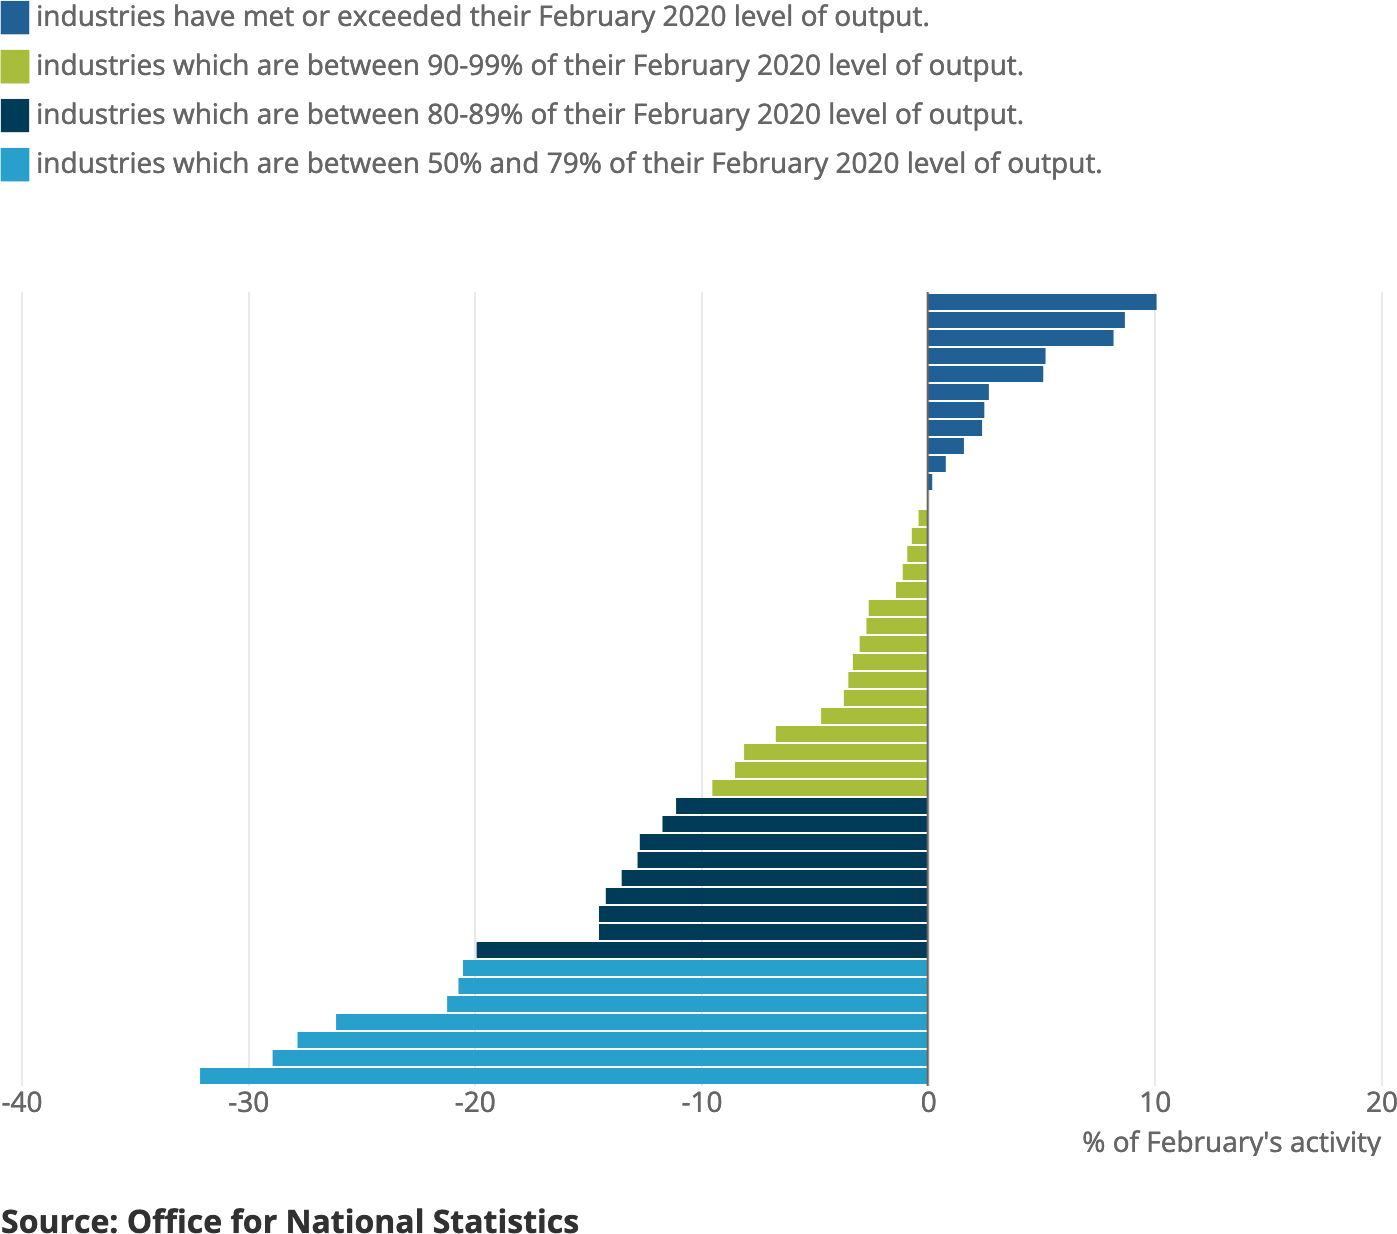 industries have met or exceeded their February 2020 level of output.
industries which are between 90-99% of their February 2020 level of output.
industries which are between 80-89% of their February 2020 level of output.
industries which are between 50% and 79% of their February 2020 level of output.
-40 -30 -20 -10 0 10 20
% of February's activity
Source: Office for National Statistics